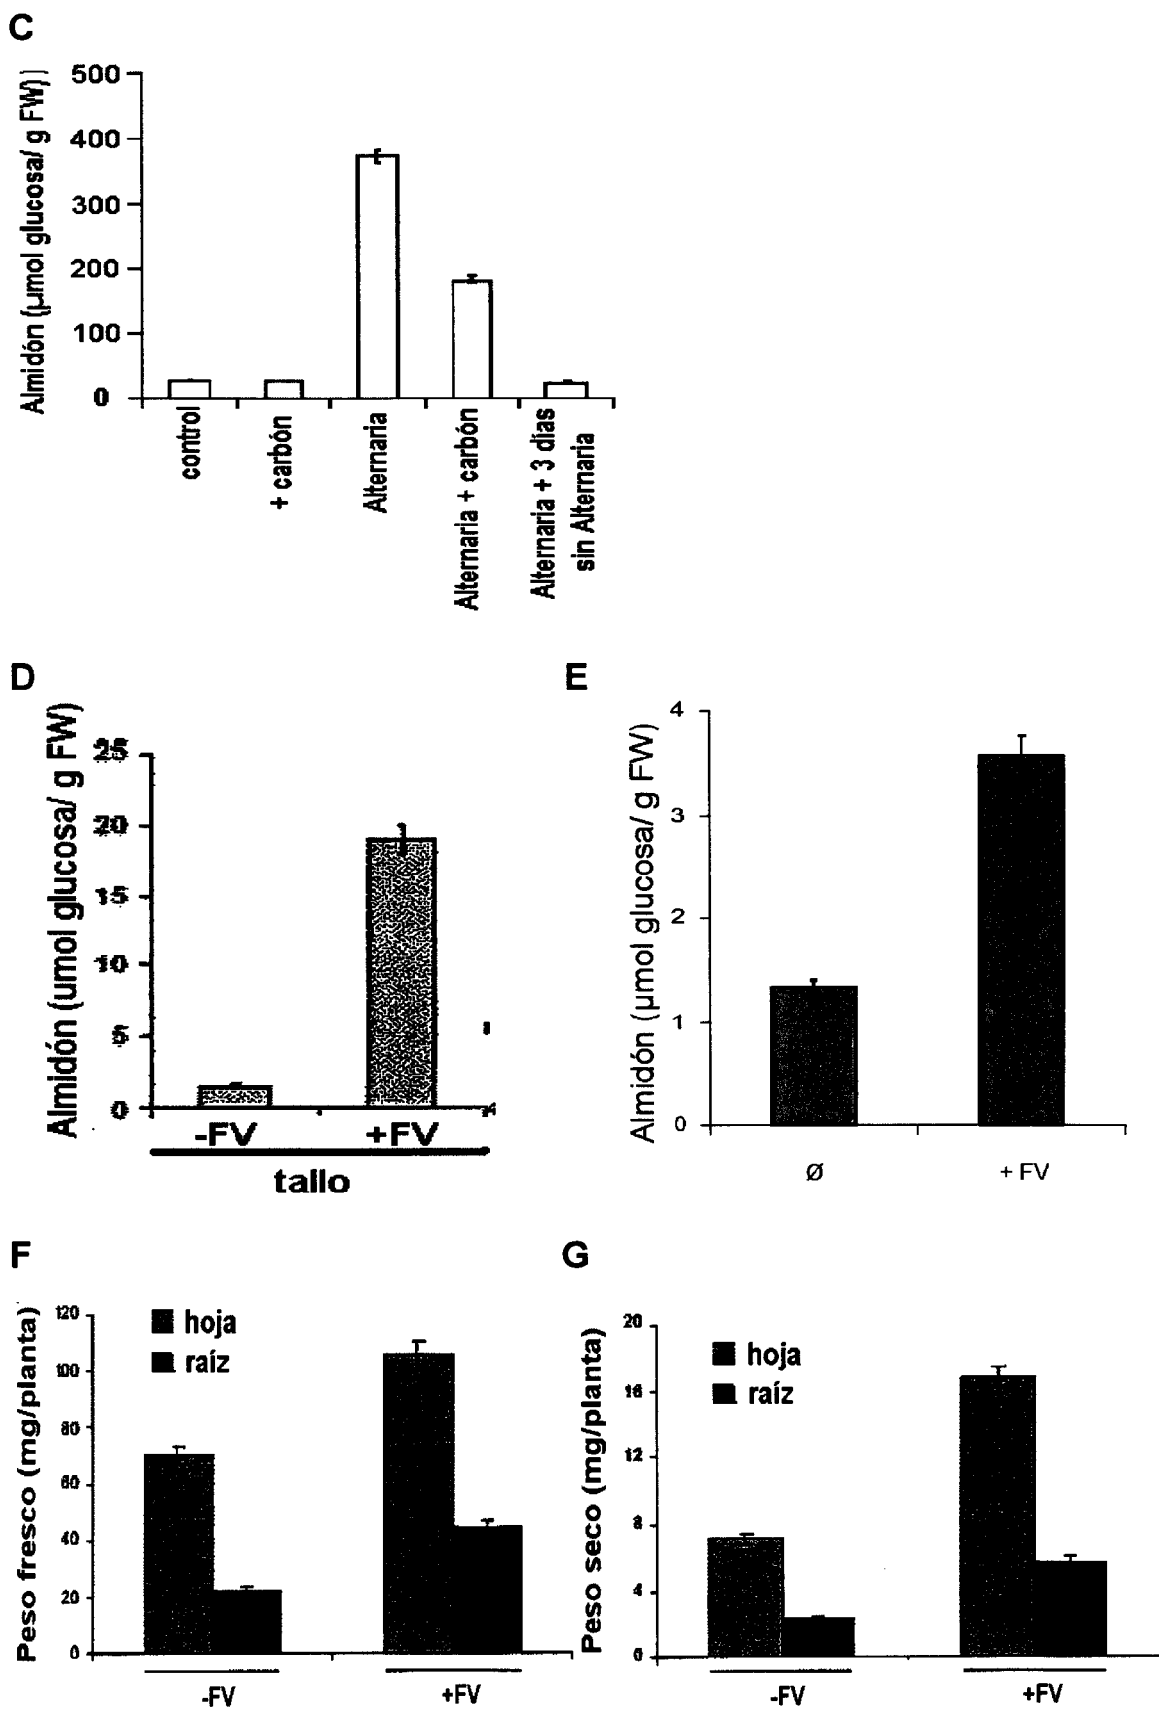 C
Almidón (µmol glucosa/ g FW)
500
400
300
200
100
0
control
+ carbón
Alternaria
Alternaria + carbón
Alternaria + 3 dias
sin Alternaria
D
Almidón (umol glucosa/ g FW)
25
20
15
10
5
0
-FV
+FV
tallo
E
Almidón (µmol glucosa/ g FW)
4
3
2
1
0
Ø
+ FV
F
Peso fresco (mg/planta)
120
100
80
60
40
20
0
hoja
raíz
-FV
+FV
G
Peso seco (mg/planta)
20
16
12
8
4
0
hoja
raíz
-FV
+FV